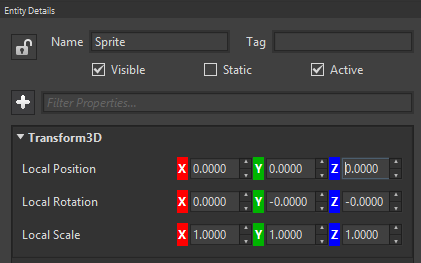 Entity Details
Name Sprite Tag
Visible Static Active
Filter Properties...
Transform3D
Local Position X 0.0000 Y 0.0000 Z 0.0000
Local Rotation X 0.0000 Y -0.0000 Z -0.0000
Local Scale X 1.0000 Y 1.0000 Z 1.0000